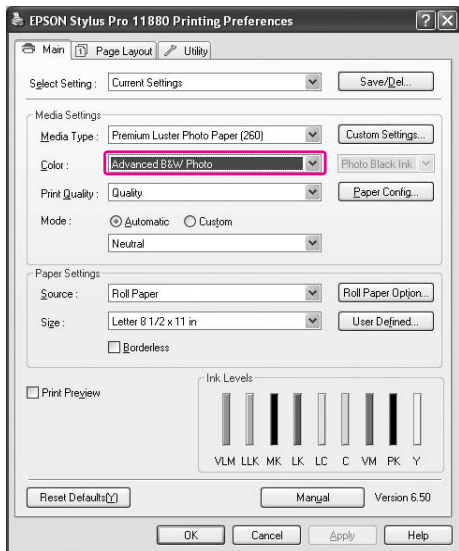 EPSON Stylus Pro 11880 Printing Preferences
Main Page Layout Utility
Select Setting : Current Settings Save/Del...
Media Settings
Media Type : Premium Luster Photo Paper (260) Custom Settings...
Color : Advanced B&W Photo Photo Black Ink
Print Quality : Quality Paper Config...
Mode : Automatic Custom
Neutral
Paper Settings
Source : Roll Paper Roll Paper Option...
Size : Letter 8 1/2 x 11 in User Defined...
Borderless
Print Preview
Ink Levels
VLM LLK MK LK LC C VM PK Y
Reset Defaults(Y) Manual Version 6.50
OK Cancel Apply Help